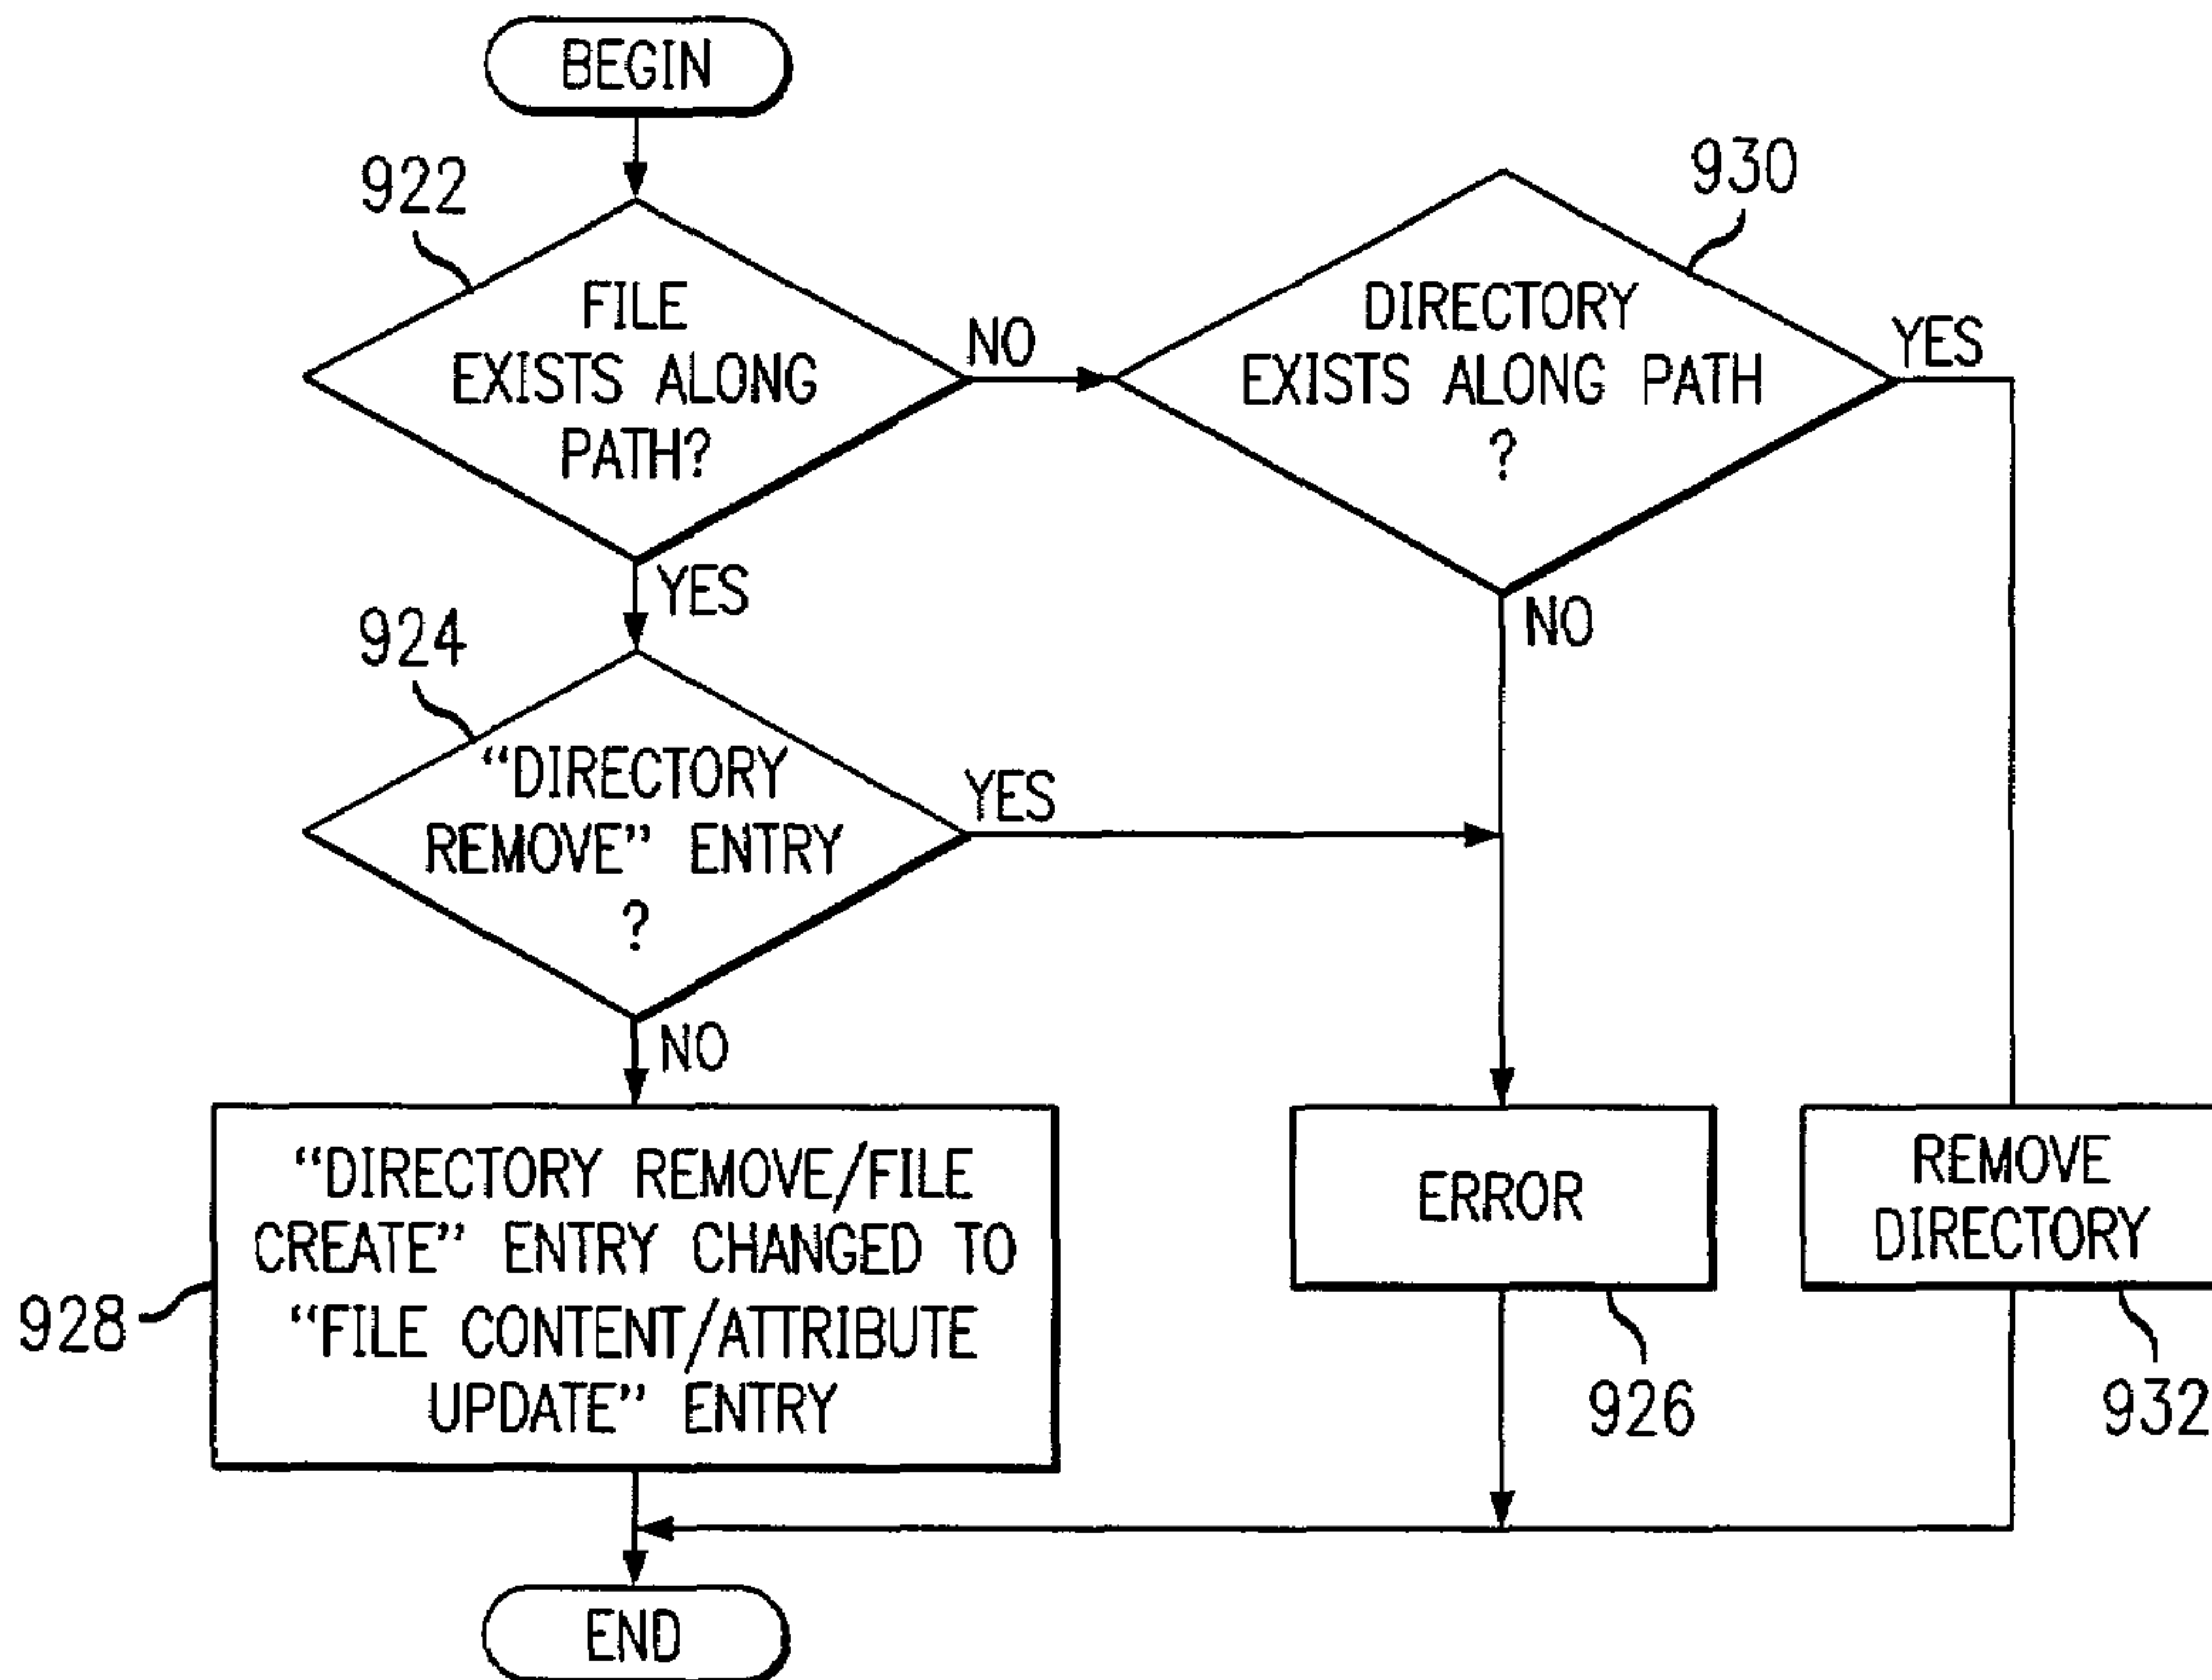 BEGIN
922
FILE
EXISTS ALONG
PATH?
NO
930
DIRECTORY
EXISTS ALONG PATH
?
YES
YES
NO
924
“DIRECTORY
REMOVE” ENTRY
?
YES
NO
“DIRECTORY REMOVE/FILE
CREATE” ENTRY CHANGED TO
“FILE CONTENT/ATTRIBUTE
UPDATE” ENTRY
928
ERROR
926
REMOVE
DIRECTORY
932
END